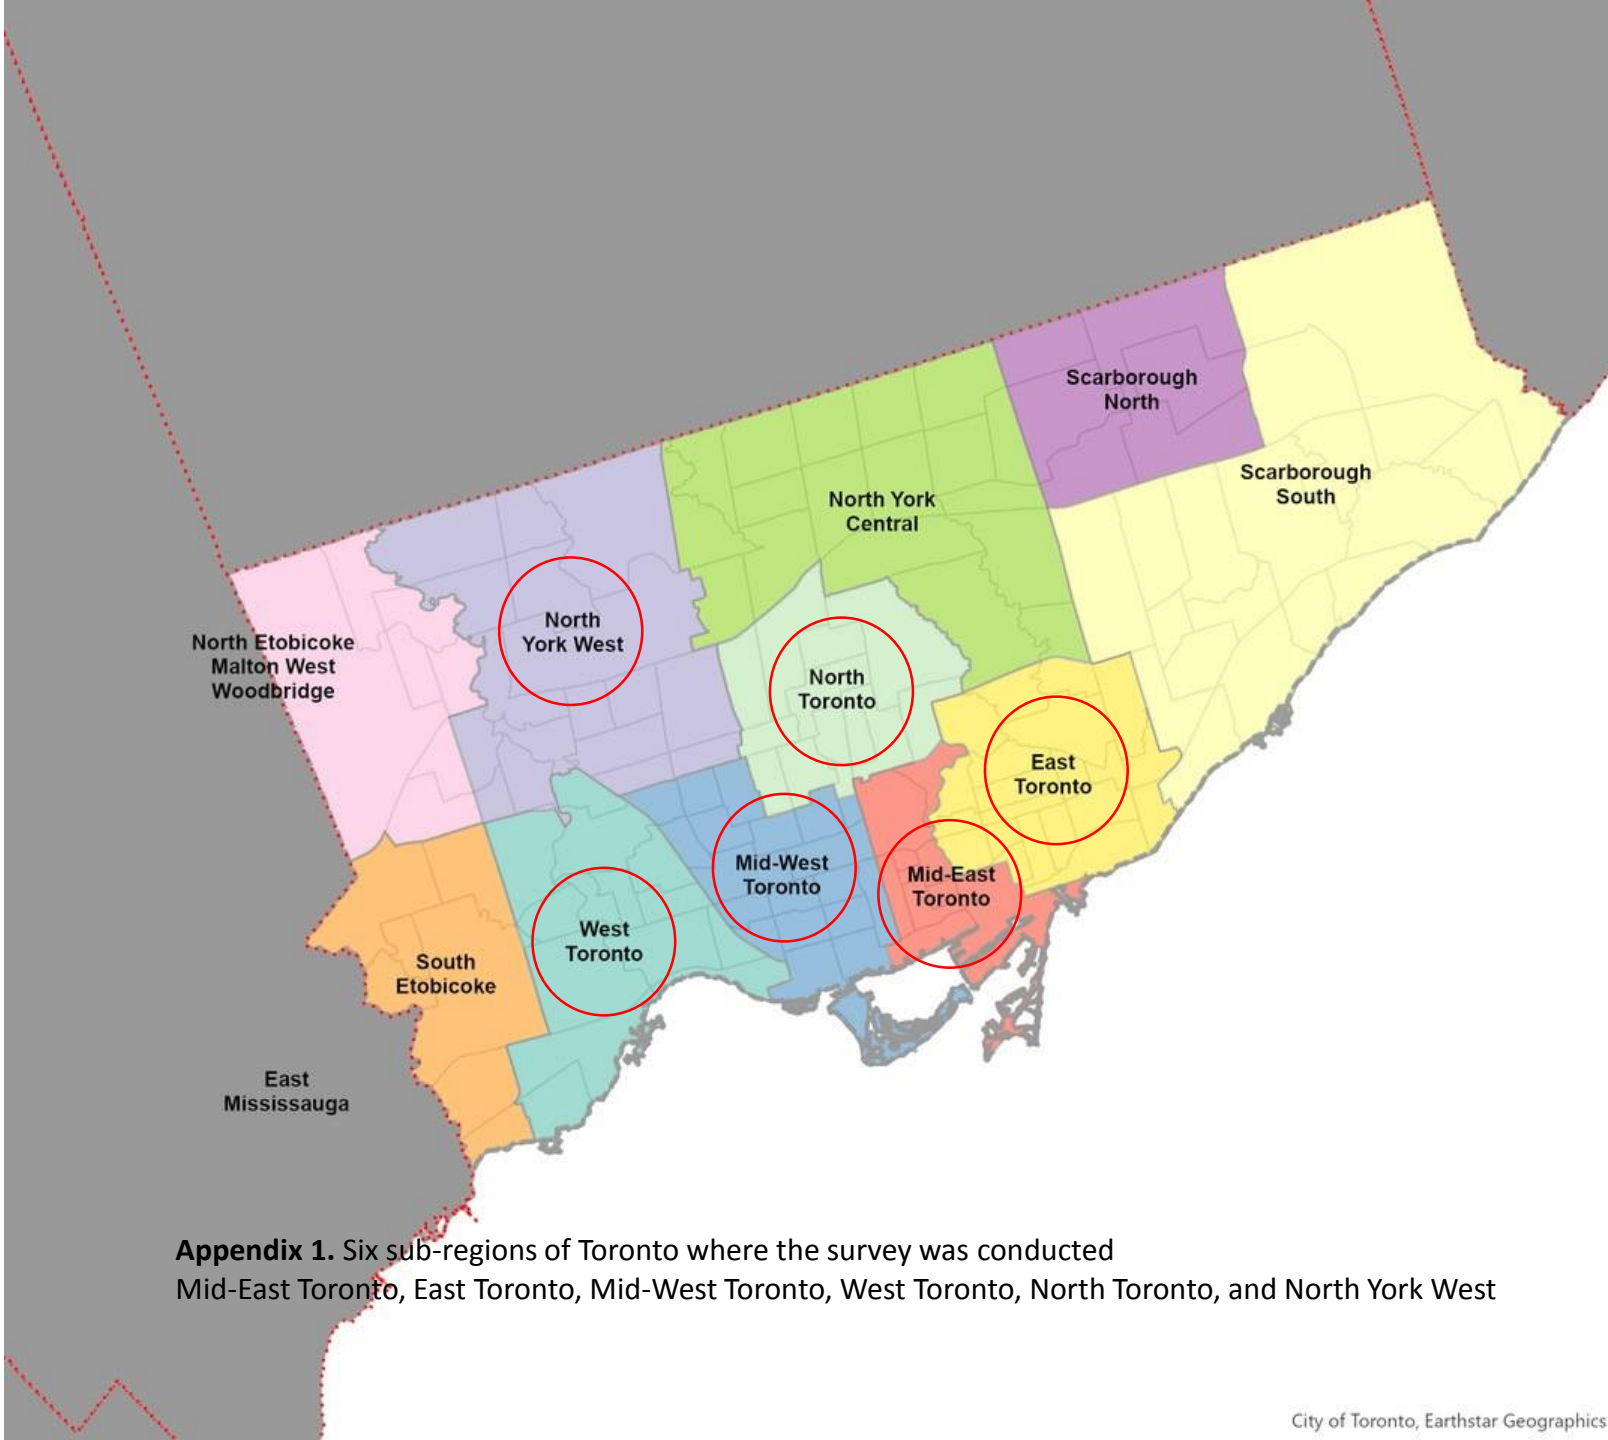 Scarborough
North
Scarborough
South
North York
Central
North
York West
North Etobicoke
Malton West
Woodbridge
North
Toronto
East
Toronto
Mid-West
Toronto
Mid-East
Toronto
West
Toronto
South
Etobicoke
East
Mississauga
Appendix 1. Six sub-regions of Toronto where the survey was conducted
Mid-East Toronto, East Toronto, Mid-West Toronto, West Toronto, North Toronto, and North York West
City of Toronto, Earthstar Geographics